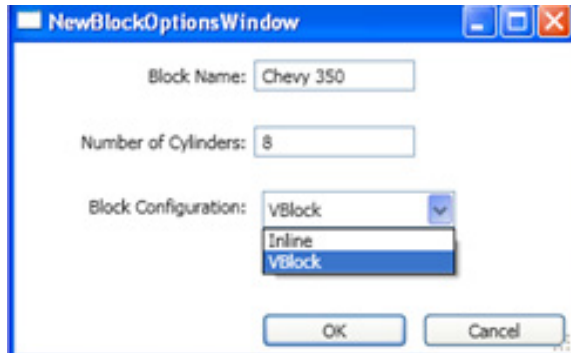 NewBlockOptionsWindow
Block Name: Chevy 350
Number of Cylinders: 8
Block Configuration: VBlock
Inline
VBlock
OK Cancel